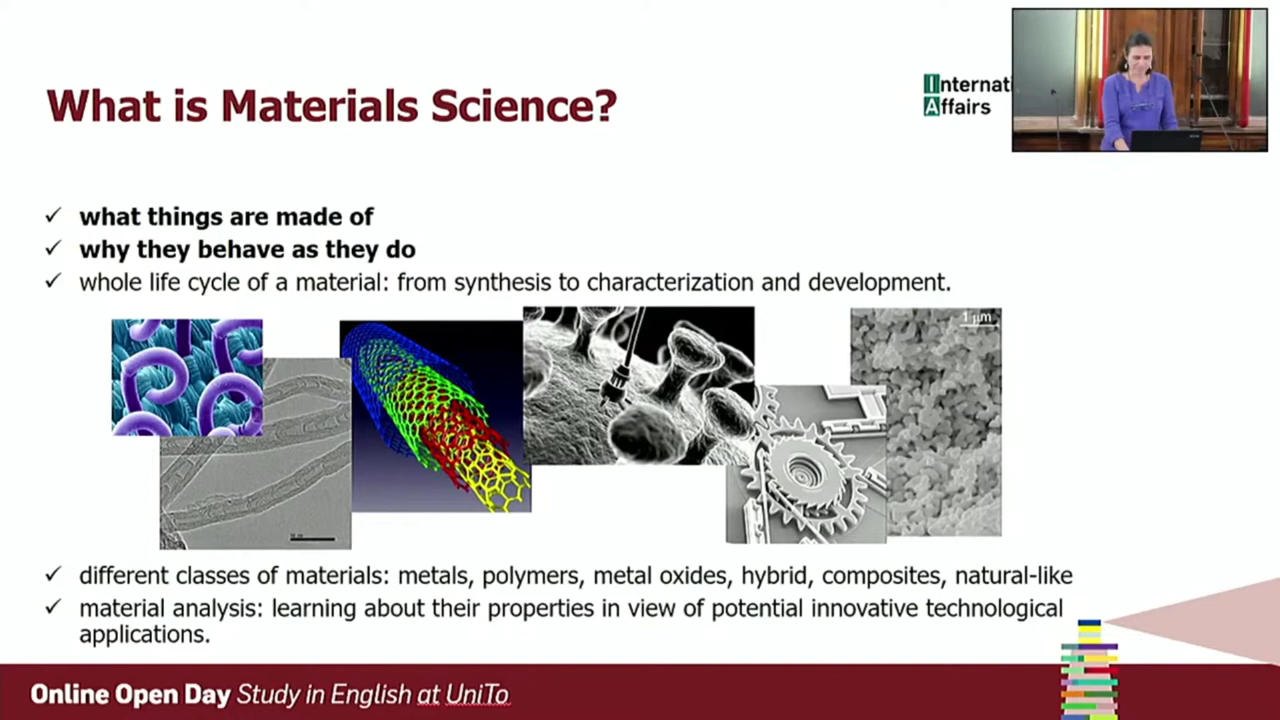 What is Materials Science?
Internati
Affairs
✓ what things are made of
✓ why they behave as they do
✓ whole life cycle of a material: from synthesis to characterization and development.
1 µm
✓ different classes of materials: metals, polymers, metal oxides, hybrid, composites, natural-like
✓ material analysis: learning about their properties in view of potential innovative technological
applications.
Online Open Day Study in English at UniTo